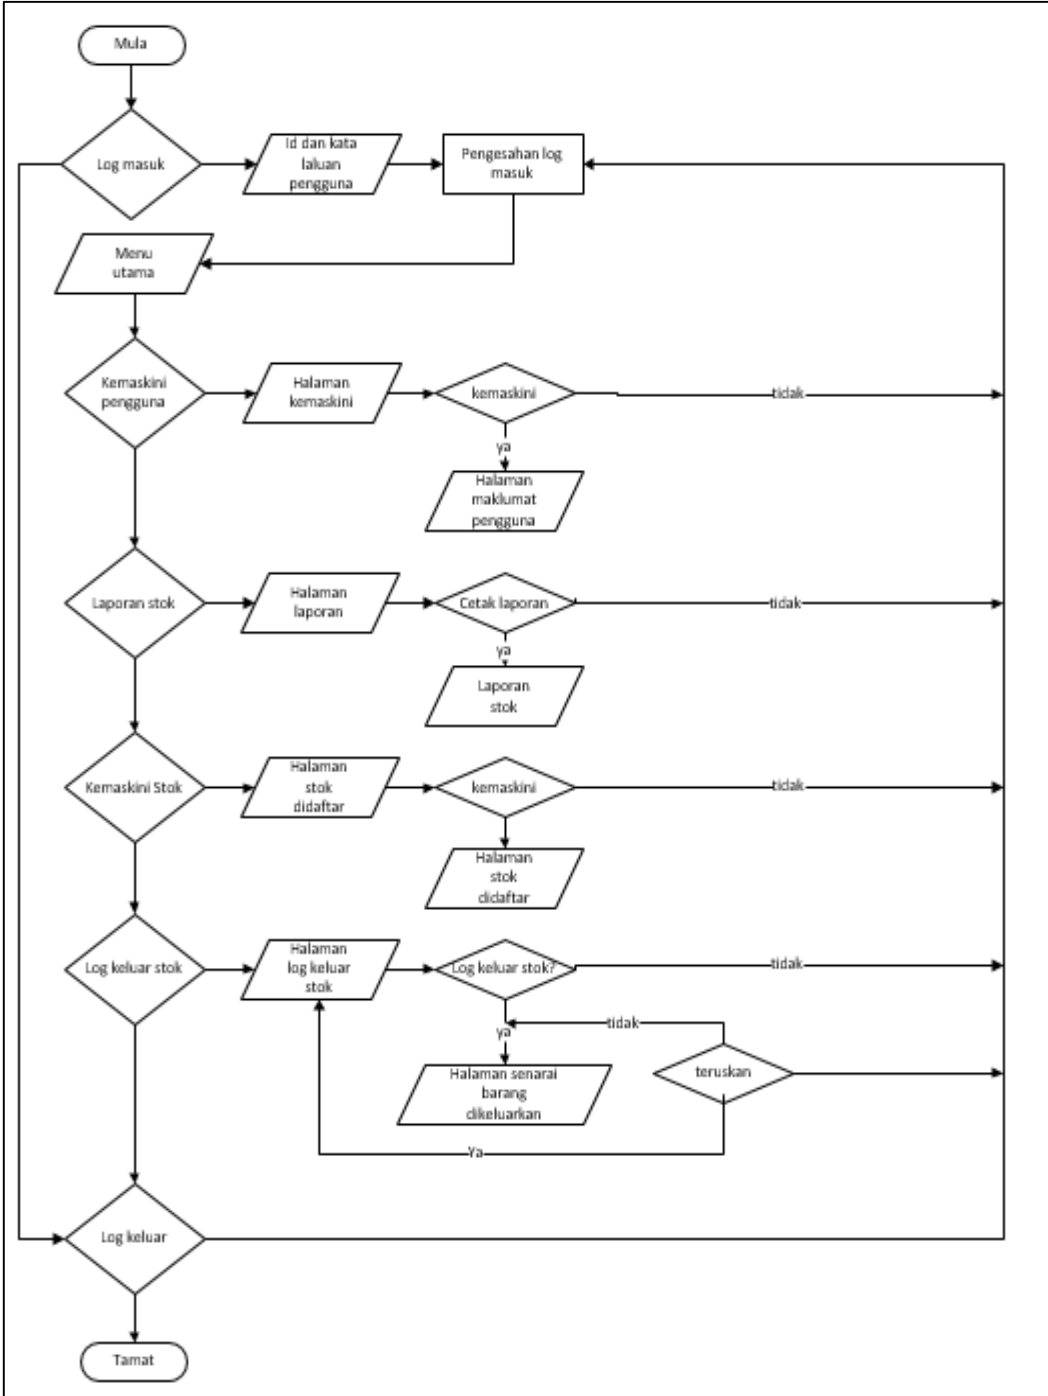 Mula
Log masuk
Id dan kata
laluan
pengguna
Pengesahan log
masuk
Menu
utama
Kemaskini
pengguna
Halaman
kemaskini
kemaskini
tidak
ya
Halaman
maklumat
pengguna
Laporan stok
Halaman
laporan
Cetak laporan
tidak
ya
Laporan
stok
Kemaskini Stok
Halaman
stok
didaftar
kemaskini
tidak
Halaman
stok
didaftar
Log keluar stok
Halaman
log keluar
stok
Log keluar stok?
tidak
tidak
ya
Halaman senarai
barang
dikeluarkan
teruskan
Ya
Log keluar
Tamat